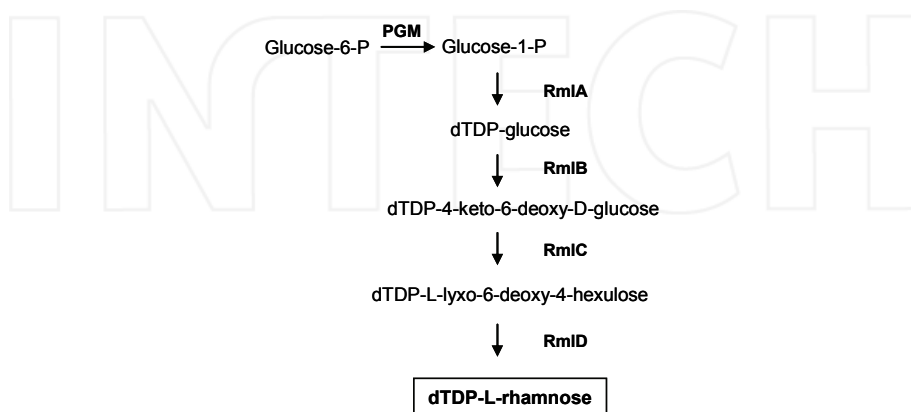 INTECH
PGM
Glucose-6-P Glucose-1-P
RmlA
dTDP-glucose
RmlB
dTDP-4-keto-6-deoxy-D-glucose
RmlC
dTDP-L-lyxo-6-deoxy-4-hexulose
RmlD
dTDP-L-rhamnose